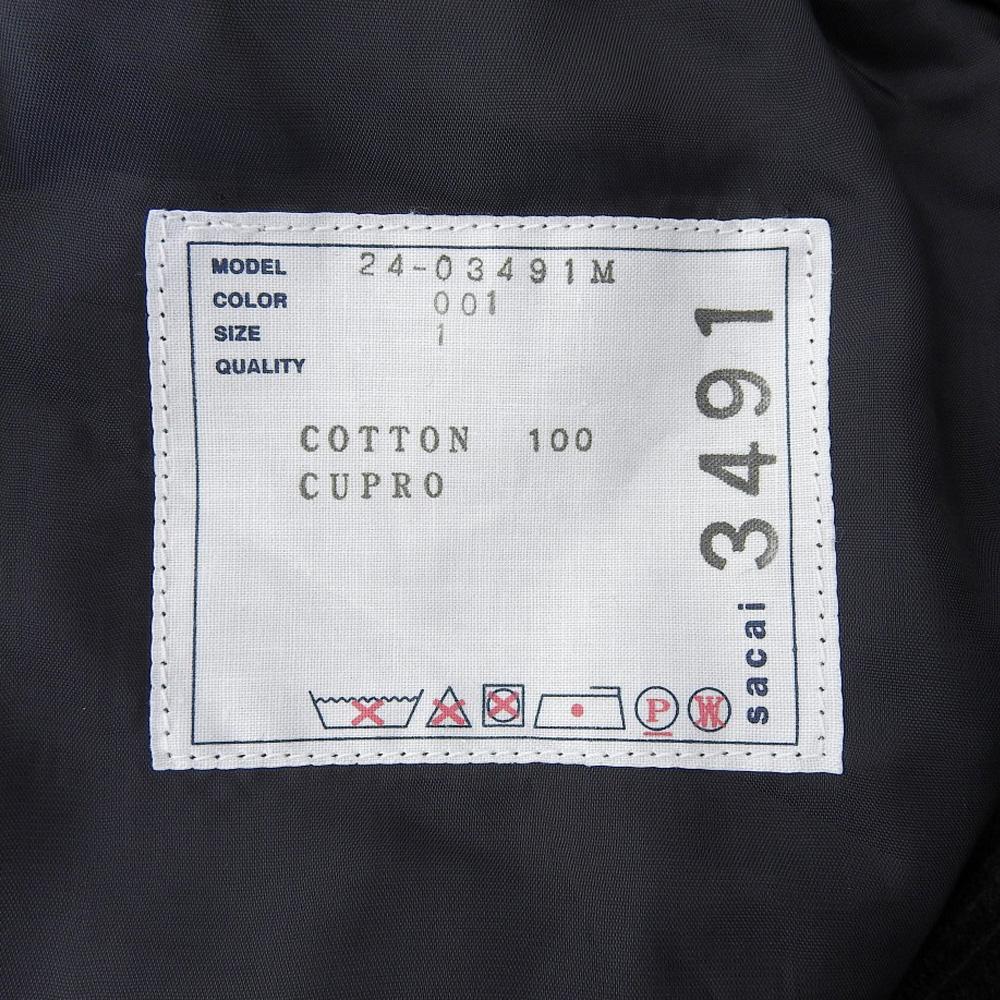 MODEL 24-03491M
COLOR 001
SIZE 1
QUALITY
COTTON 100
CUPRO
P W
sacai 3491